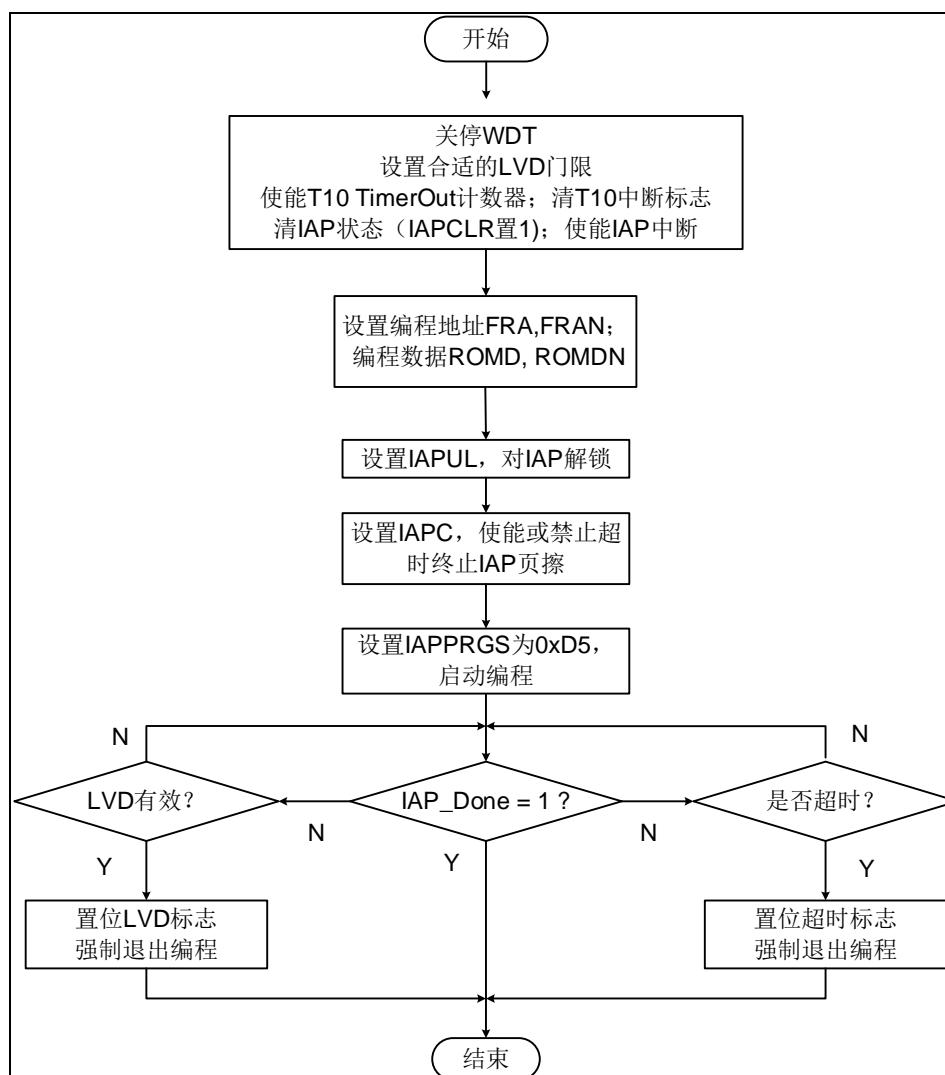 开始
关停WDT
设置合适的LVD门限
使能T10 TimerOut计数器；清T10中断标志
清IAP状态（IAPCLR置1)；使能IAP中断
设置编程地址FRA,FRAN；
编程数据ROMD, ROMDN
设置IAPUL，对IAP解锁
设置IAPC，使能或禁止超
时终止IAP页擦
设置IAPPRGS为0xD5，
启动编程
N
N
LVD有效？
IAP_Done = 1 ?
是否超时？
N
N
Y
Y
Y
置位LVD标志
强制退出编程
置位超时标志
强制退出编程
结束